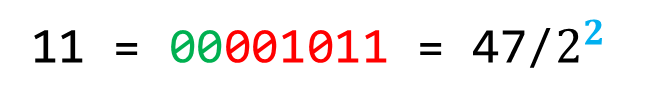 11 = 00001011 = 47/2²